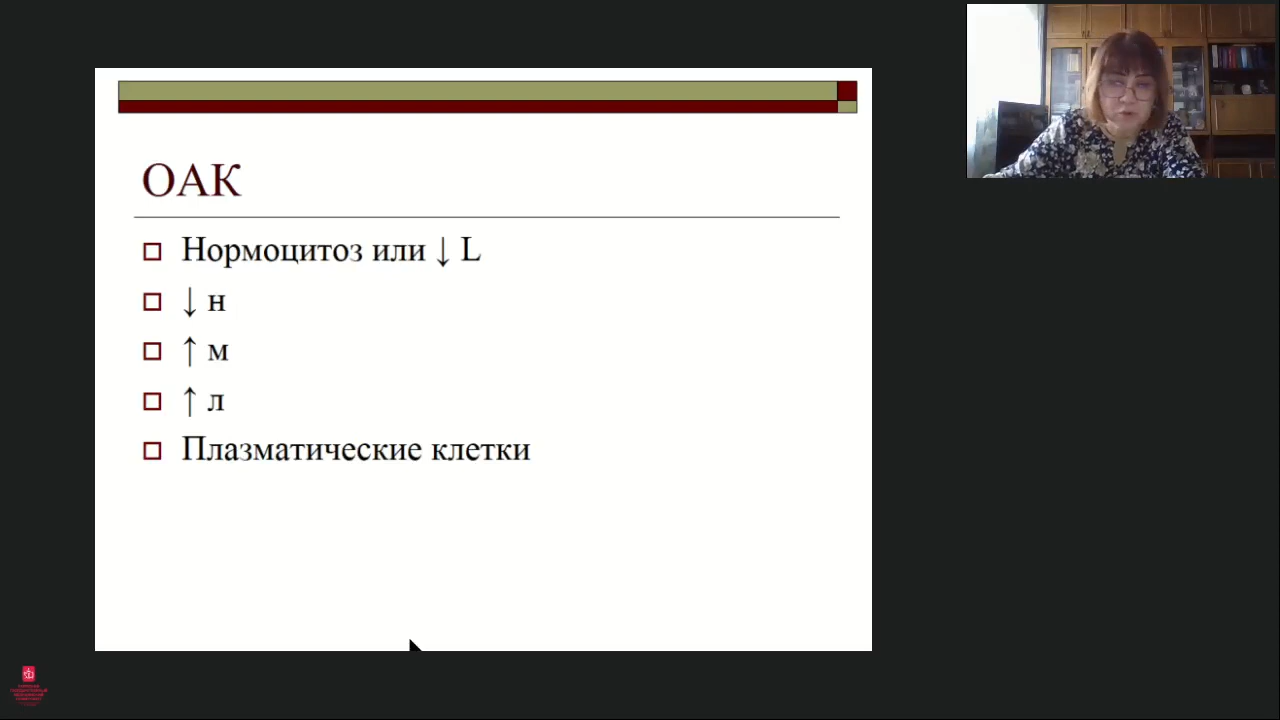 ОАК
Нормоцитоз или ↓ L
↓ н
↑ м
↑ л
Плазматические клетки